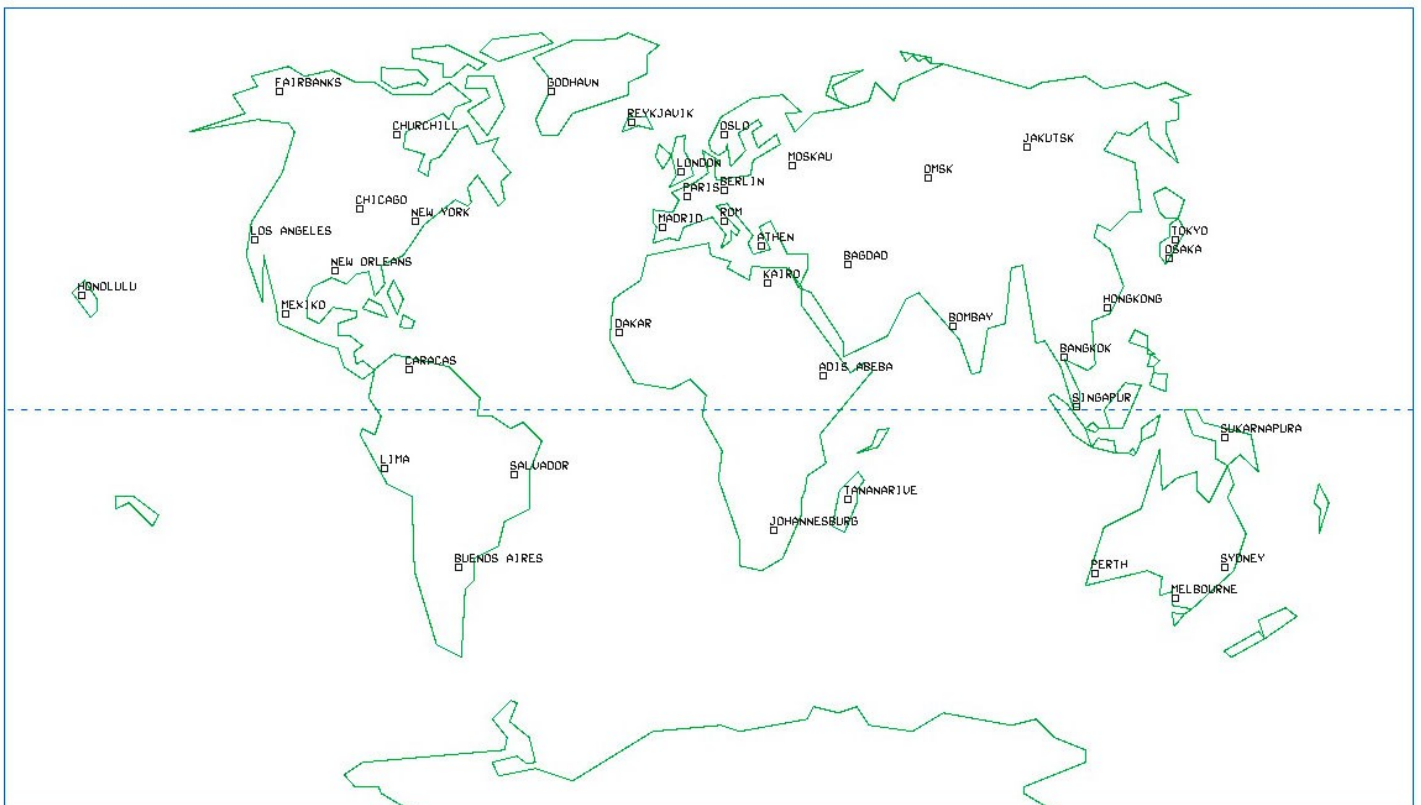 FAIRBANKS
GODHAUN
REYKJAVIK
CHURCHILL
OSLO
JAKUTSK
LONDON
MOSKAU
OMSK
PARIS
BERLIN
CHICAGO
NEW YORK
MADRID
ROM
LOS ANGELES
ATHEN
TOKYO
OSAKA
NEW ORLEANS
BAGDAD
KAIRO
HONOLULU
MEXIKO
HONGKONG
DAKAR
BOMBAY
BANGKOK
CARACAS
ADIS ABEBA
SINGAPUR
SUKARNAPURA
LIMA
SALVADOR
TANANARIVE
JOHANNESBURG
BUENOS AIRES
PERTH
SYDNEY
MELBOURNE